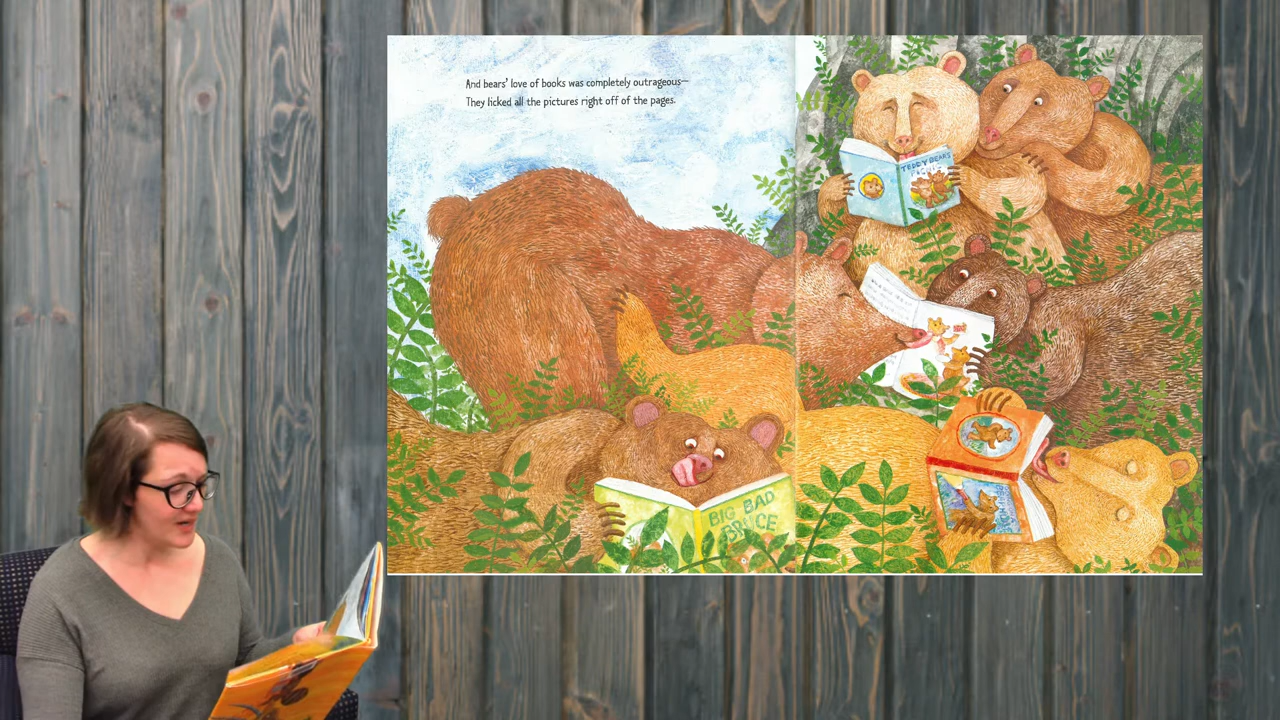 And bears' love of books was completely outrageous—
They licked all the pictures right off of the pages.
TEDDY BEARS'
BIG BAD
BRUCE